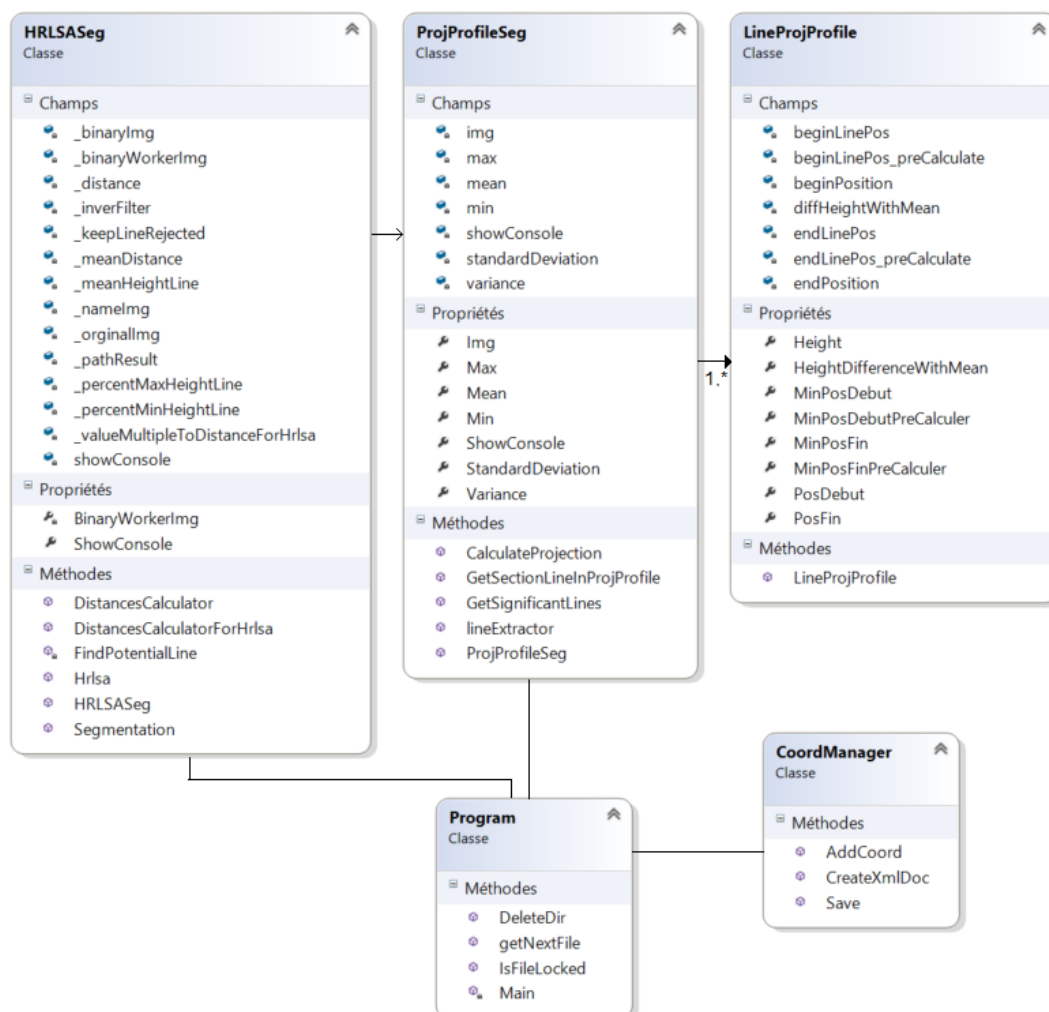 HRLSASeg
Classe
Champs
_binaryImg
_binaryWorkerImg
_distance
_inverFilter
_keepLineRejected
_meanDistance
_meanHeightLine
_nameImg
_orginalImg
_pathResult
_percentMaxHeightLine
_percentMinHeightLine
_valueMultipleToDistanceForHrlsa
showConsole
Propriétés
BinaryWorkerImg
ShowConsole
Méthodes
DistancesCalculator
DistancesCalculatorForHrlsa
FindPotentialLine
Hrlsa
HRLSASeg
Segmentation
ProjProfileSeg
Classe
Champs
img
max
mean
min
showConsole
standardDeviation
variance
Propriétés
Img
Max
Mean
Min
ShowConsole
StandardDeviation
Variance
Méthodes
CalculateProjection
GetSectionLineInProjProfile
GetSignificantLines
lineExtractor
ProjProfileSeg
1.*
LineProjProfile
Classe
Champs
beginLinePos
beginLinePos_preCalculate
beginPosition
diffHeightWithMean
endLinePos
endLinePos_preCalculate
endPosition
Propriétés
Height
HeightDifferenceWithMean
MinPosDebut
MinPosDebutPreCalculer
MinPosFin
MinPosFinPreCalculer
PosDebut
PosFin
Méthodes
LineProjProfile
Program
Classe
Méthodes
DeleteDir
getNextFile
IsFileLocked
Main
CoordManager
Classe
Méthodes
AddCoord
CreateXmlDoc
Save